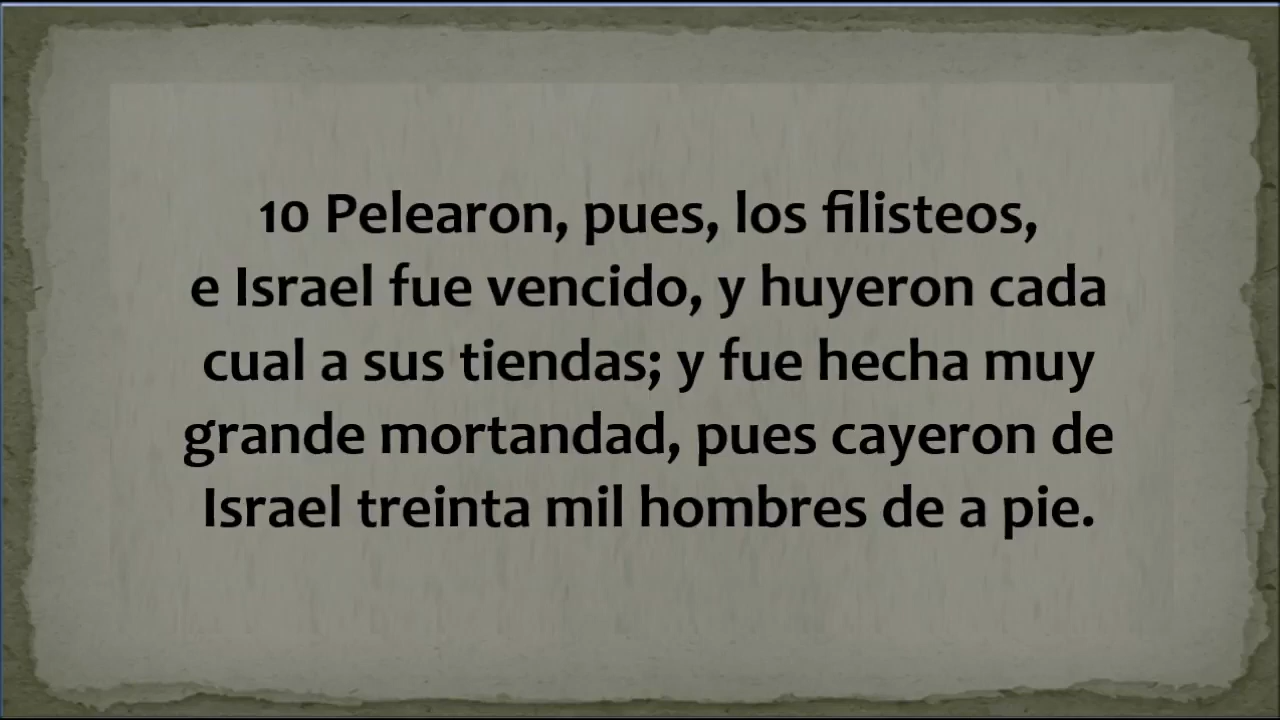 10 Pelearon, pues, los filisteos,
e Israel fue vencido, y huyeron cada
cual a sus tiendas; y fue hecha muy
grande mortandad, pues cayeron de
Israel treinta mil hombres de a pie.